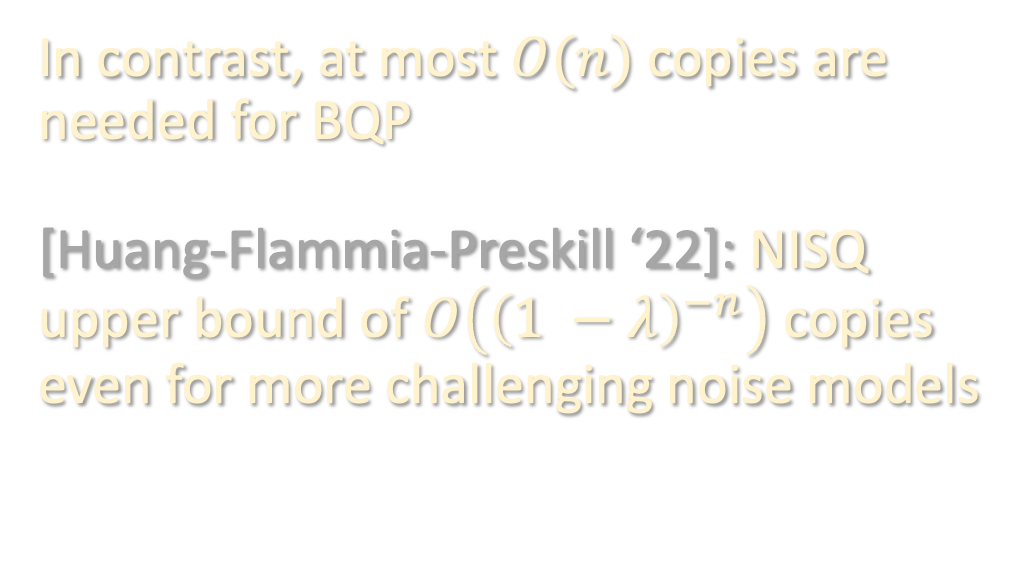 In contrast, at most 𝑂(𝑛) copies are
needed for BQP
[Huang-Flammia-Preskill ‘22]: NISQ
upper bound of 𝑂((1 − 𝜆)⁻ⁿ) copies
even for more challenging noise models